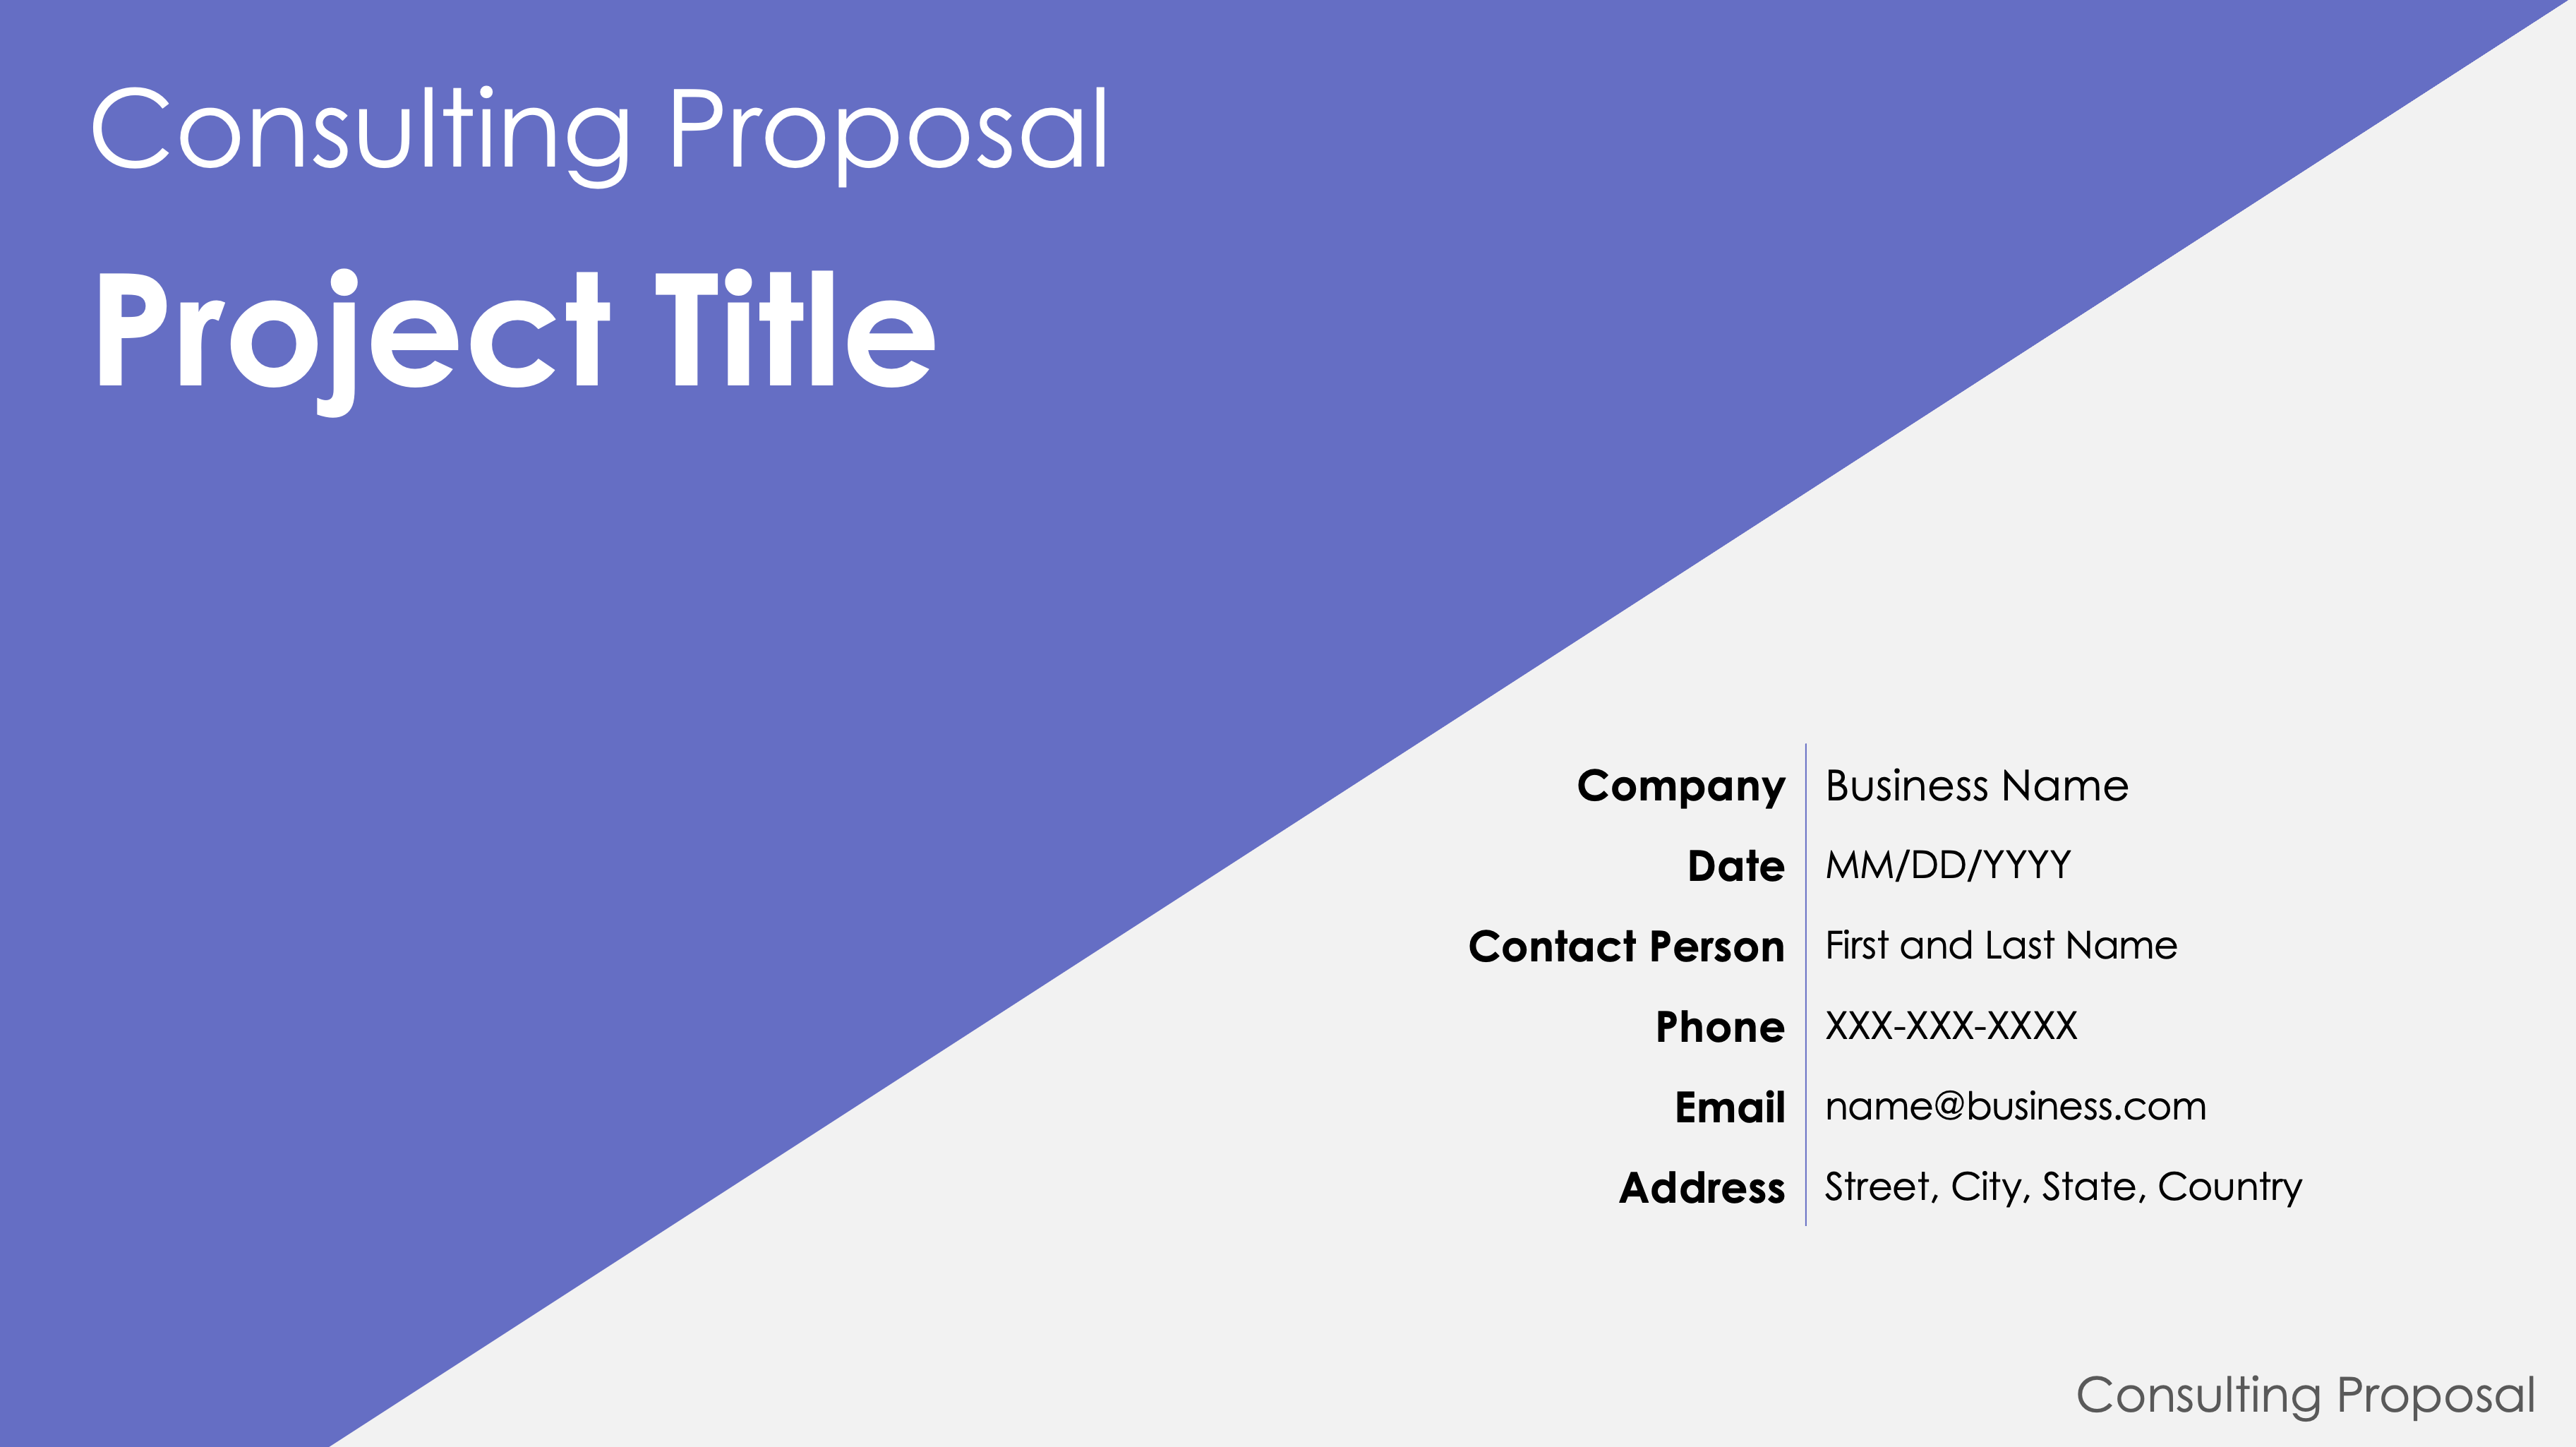 Consulting Proposal
Project Title
Company Business Name
Date MM/DD/YYYY
Contact Person First and Last Name
Phone XXX-XXX-XXXX
Email name@business.com
Address Street, City, State, Country
Consulting Proposal